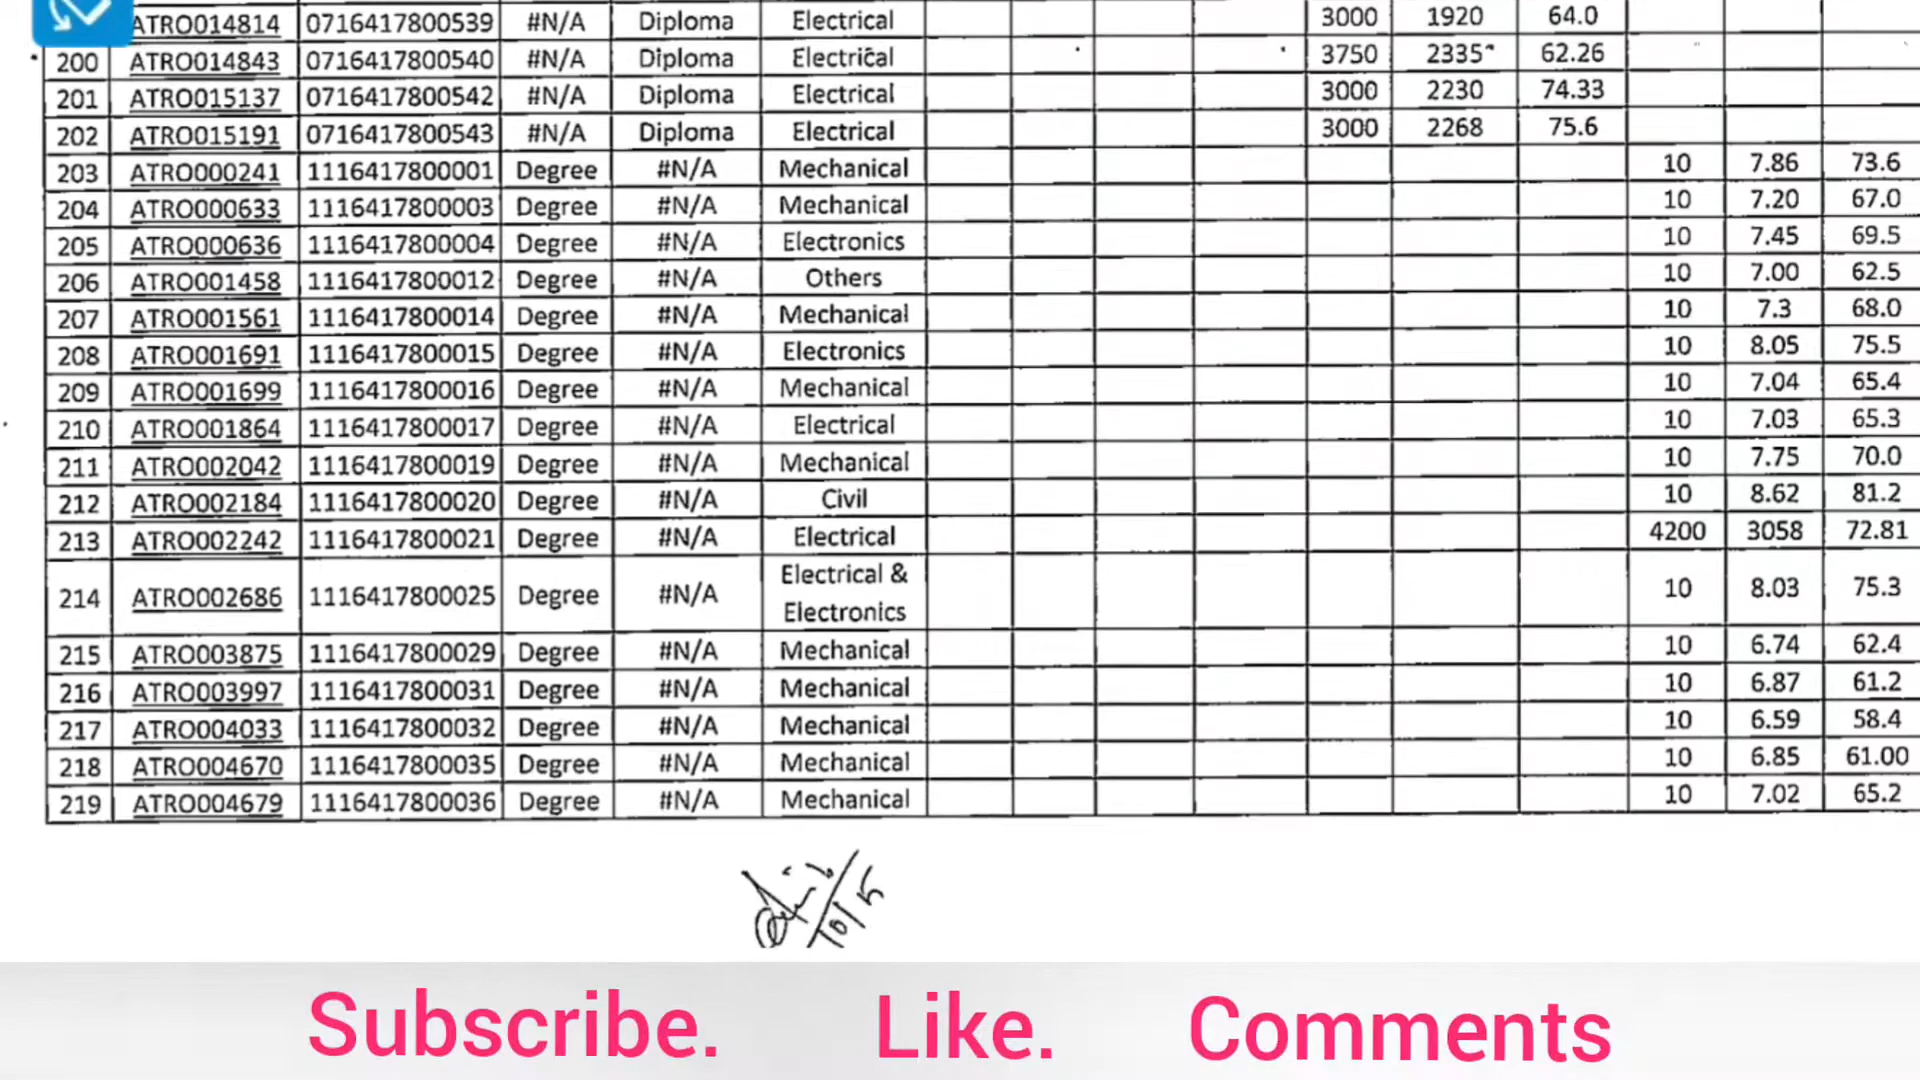 ATRO014814 0716417800539 #N/A Diploma Electrical 3000 1920 64.0
200 ATRO014843 0716417800540 #N/A Diploma Electrical 3750 2335 62.26
201 ATRO015137 0716417800542 #N/A Diploma Electrical 3000 2230 74.33
202 ATRO015191 0716417800543 #N/A Diploma Electrical 3000 2268 75.6
203 ATRO000241 1116417800001 Degree #N/A Mechanical 10 7.86 73.6
204 ATRO000633 1116417800003 Degree #N/A Mechanical 10 7.20 67.0
205 ATRO000636 1116417800004 Degree #N/A Electronics 10 7.45 69.5
206 ATRO001458 1116417800012 Degree #N/A Others 10 7.00 62.5
207 ATRO001561 1116417800014 Degree #N/A Mechanical 10 7.3 68.0
208 ATRO001691 1116417800015 Degree #N/A Electronics 10 8.05 75.5
209 ATRO001699 1116417800016 Degree #N/A Mechanical 10 7.04 65.4
210 ATRO001864 1116417800017 Degree #N/A Electrical 10 7.03 65.3
211 ATRO002042 1116417800019 Degree #N/A Mechanical 10 7.75 70.0
212 ATRO002184 1116417800020 Degree #N/A Civil 10 8.62 81.2
213 ATRO002242 1116417800021 Degree #N/A Electrical 4200 3058 72.81
214 ATRO002686 1116417800025 Degree #N/A Electrical & Electronics 10 8.03 75.3
215 ATRO003875 1116417800029 Degree #N/A Mechanical 10 6.74 62.4
216 ATRO003997 1116417800031 Degree #N/A Mechanical 10 6.87 61.2
217 ATRO004033 1116417800032 Degree #N/A Mechanical 10 6.59 58.4
218 ATRO004670 1116417800035 Degree #N/A Mechanical 10 6.85 61.00
219 ATRO004679 1116417800036 Degree #N/A Mechanical 10 7.02 65.2
10/5
Subscribe. Like. Comments